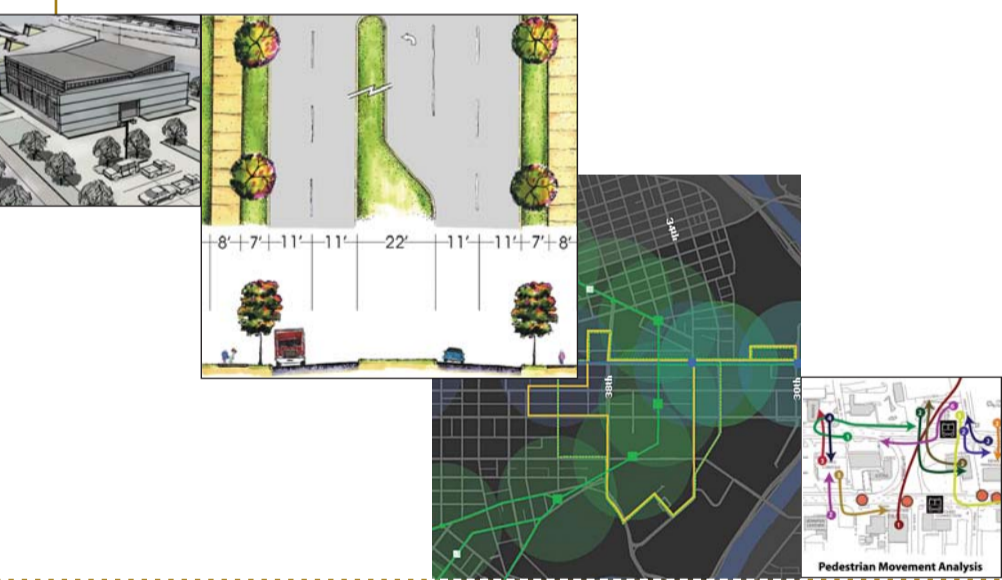 8' 7' 11' 11' 22' 11' 11' 7' 8'
34th
38th
30th
Pedestrian Movement Analysis